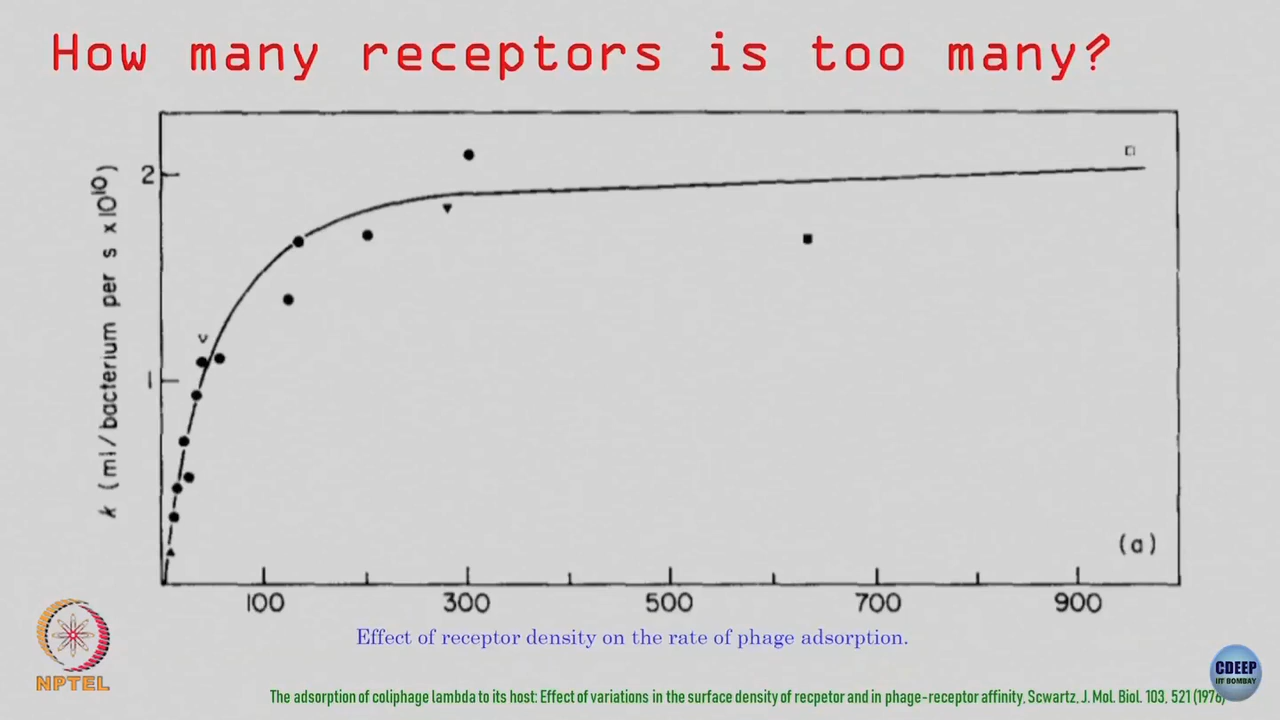 How many receptors is too many?
2
1
k (ml/bacterium per s x10¹⁰)
(a)
100 300 500 700 900
Effect of receptor density on the rate of phage adsorption.
NPTEL
CDEEP
IIT BOMBAY
The adsorption of coliphage lambda to its host: Effect of variations in the surface density of recnetor and in phage-receptor affinity, Scwartz, J. Mol. Biol. 103, 521 (1976)